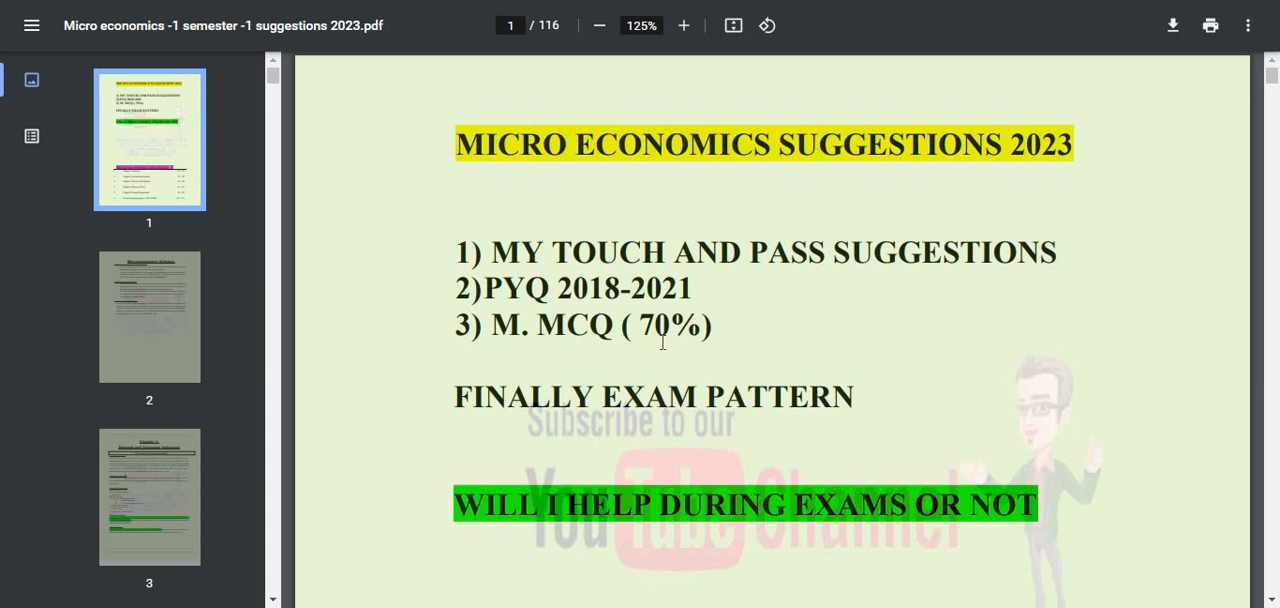 Micro economics -1 semester -1 suggestions 2023.pdf
1 / 116
125%
MICRO ECONOMICS SUGGESTIONS 2023
1) MY TOUCH AND PASS SUGGESTIONS
2)PYQ 2018-2021
3) M. MCQ ( 70%)
FINALLY EXAM PATTERN
Subscribe to our
WILL I HELP DURING EXAMS OR NOT
YouTube Channel
1
2
3